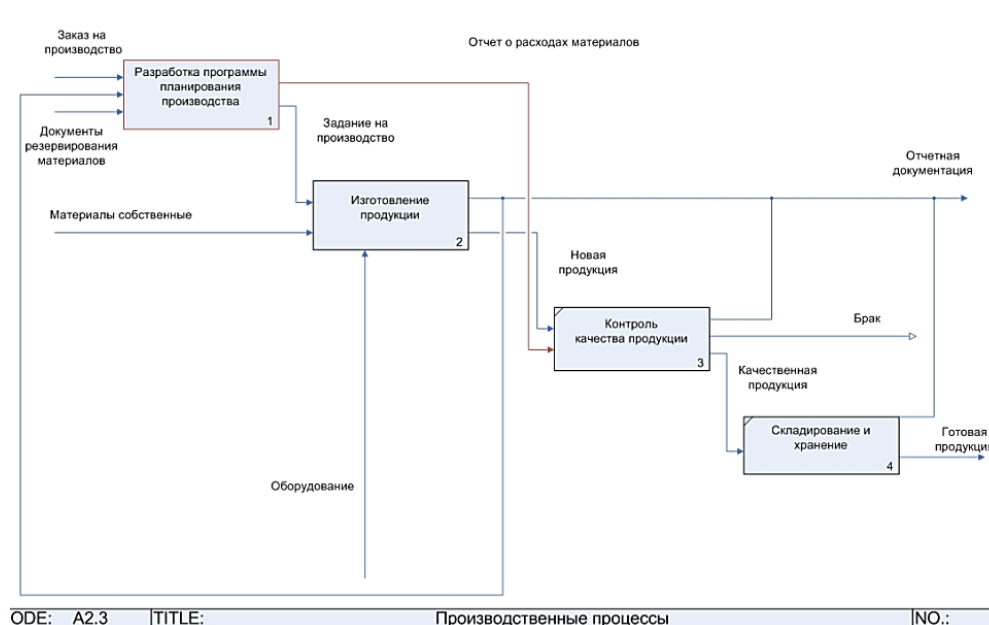 Заказ на
производство
Отчет о расходах материалов
Разработка программы
планирования
производства
1
Документы
резервирования
материалов
Задание на
производство
Отчетная
документация
Материалы собственные
Изготовление
продукции
2
Новая
продукция
Контроль
качества продукции
3
Брак
Качественная
продукция
Складирование и
хранение
4
Готовая
продукция
Оборудование
ODE: A2.3 TITLE: Производственные процессы NO.: